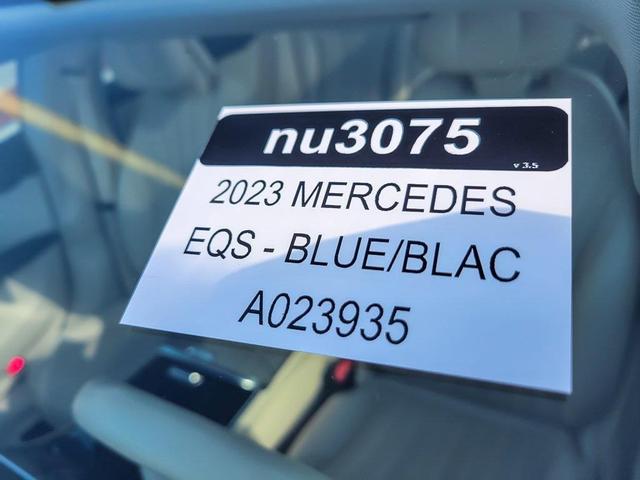 nu3075
v 3.5
2023 MERCEDES
EQS - BLUE/BLAC
A023935